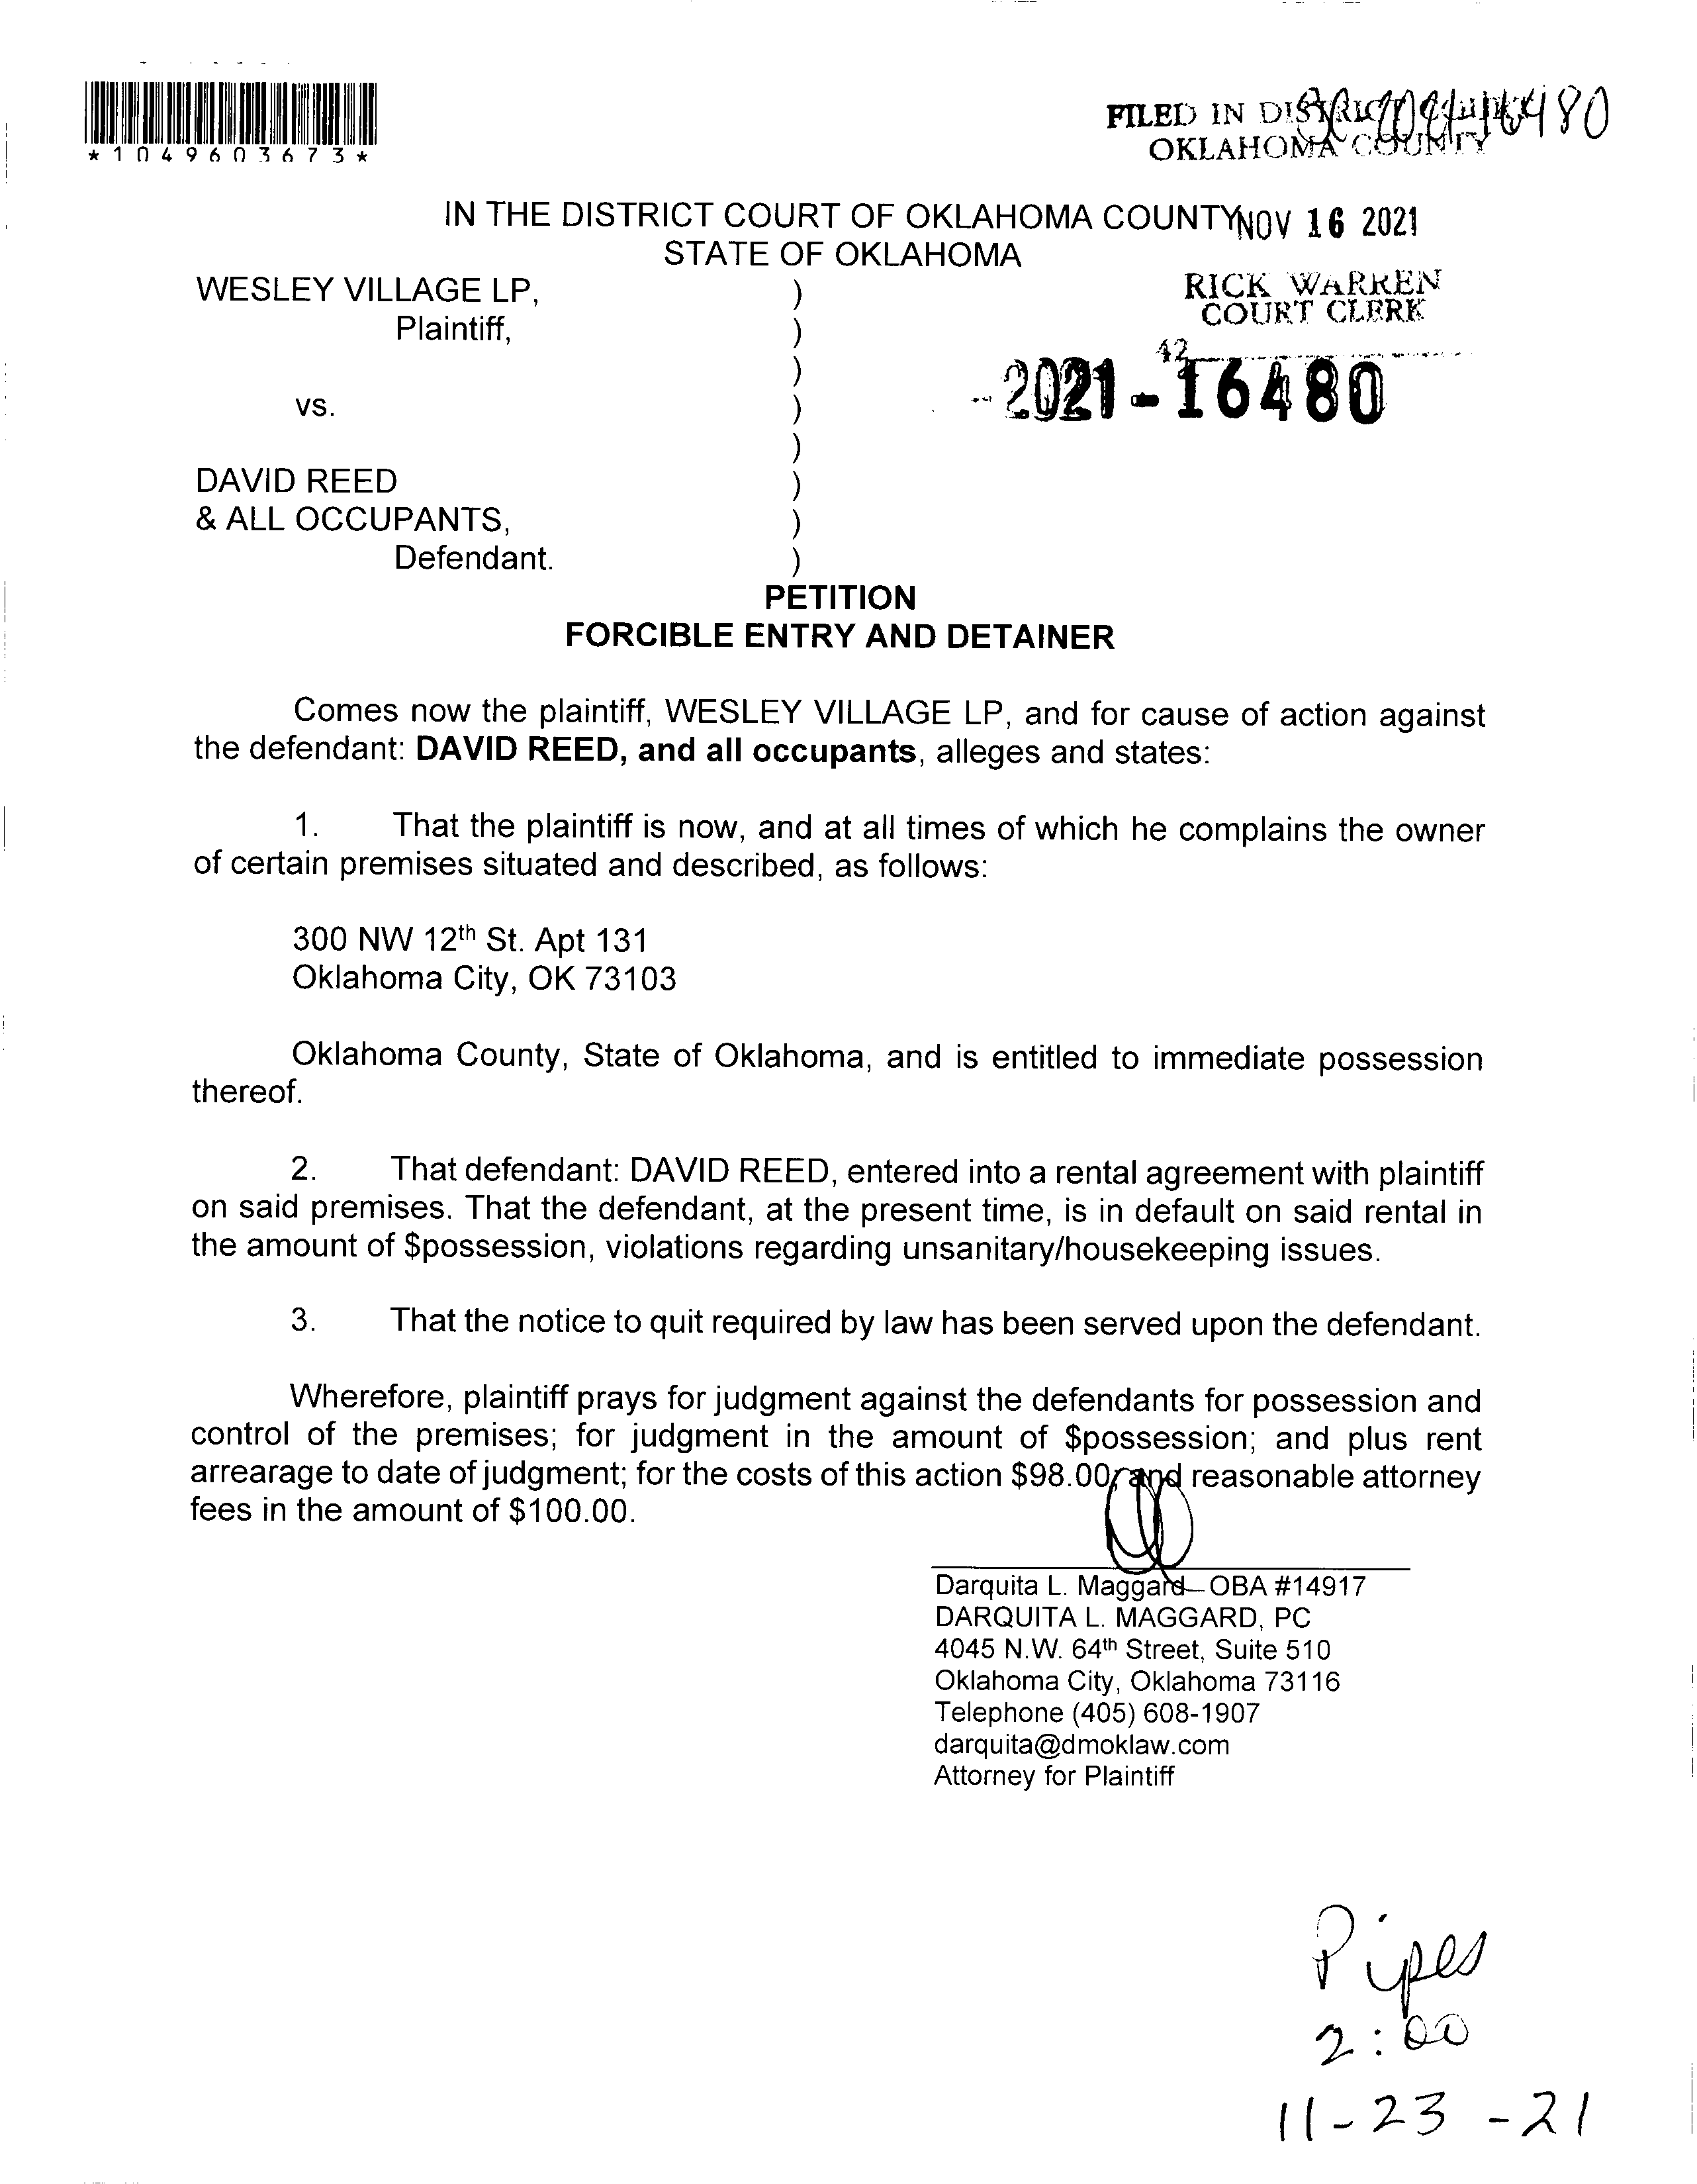 *1049603673*
FILED IN DISTRICT COURT
OKLAHOMA COUNTY
16480
IN THE DISTRICT COURT OF OKLAHOMA COUNTY
NOV 16 2021
STATE OF OKLAHOMA
RICK WARREN
COURT CLERK
42
WESLEY VILLAGE LP, )
Plaintiff, )
)
-2021-16480
vs. )
)
DAVID REED )
& ALL OCCUPANTS, )
Defendant. )
PETITION
FORCIBLE ENTRY AND DETAINER
Comes now the plaintiff, WESLEY VILLAGE LP, and for cause of action against
the defendant: DAVID REED, and all occupants, alleges and states:
1. That the plaintiff is now, and at all times of which he complains the owner
of certain premises situated and described, as follows:
300 NW 12th St. Apt 131
Oklahoma City, OK 73103
Oklahoma County, State of Oklahoma, and is entitled to immediate possession
thereof.
2. That defendant: DAVID REED, entered into a rental agreement with plaintiff
on said premises. That the defendant, at the present time, is in default on said rental in
the amount of $possession, violations regarding unsanitary/housekeeping issues.
3. That the notice to quit required by law has been served upon the defendant.
Wherefore, plaintiff prays for judgment against the defendants for possession and
control of the premises; for judgment in the amount of $possession; and plus rent
arrearage to date of judgment; for the costs of this action $98.00, and reasonable attorney
fees in the amount of $100.00.
Darquita L. Maggard OBA #14917
DARQUITA L. MAGGARD, PC
4045 N.W. 64th Street, Suite 510
Oklahoma City, Oklahoma 73116
Telephone (405) 608-1907
darquita@dmoklaw.com
Attorney for Plaintiff
Pipes
2:00
11-23-21